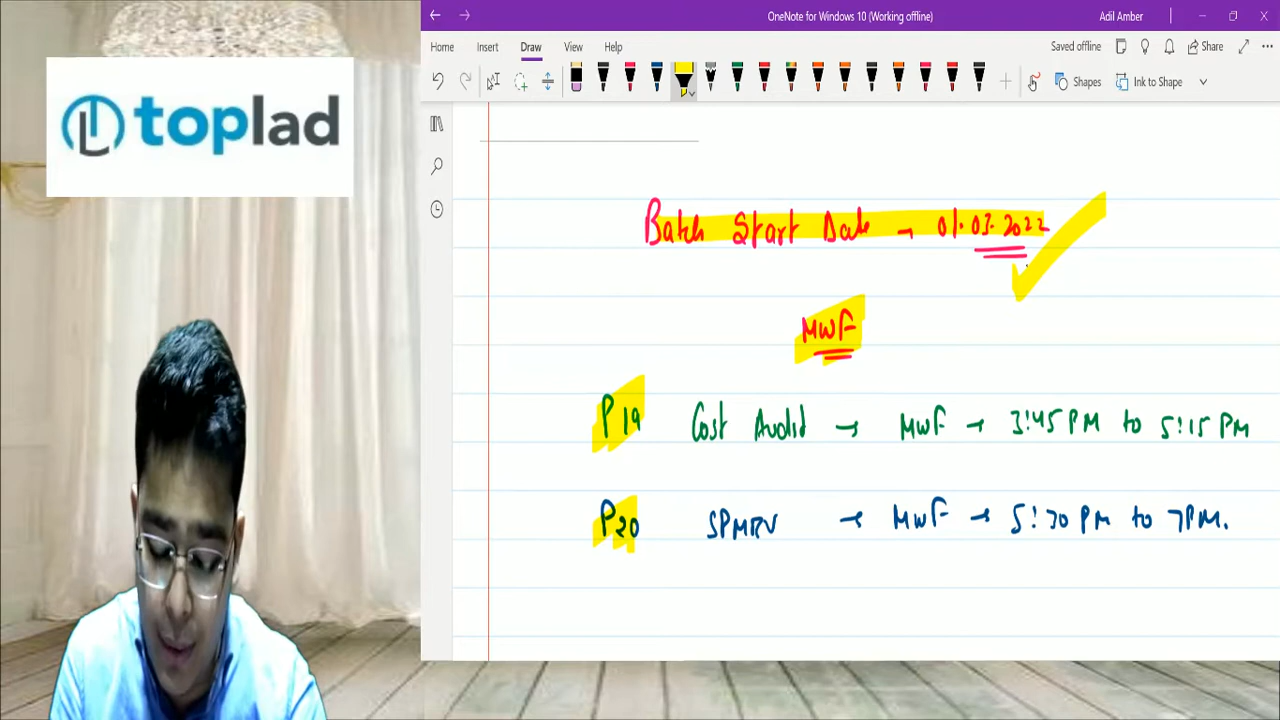 OneNote for Windows 10 (Working offline)
Adil Amber
Home Insert Draw View Help
Saved offline
Share
Shapes
Ink to Shape
toplad
Batch Start Date → 01.03.2022
MWF
P19 Cost Audit → MWF → 3:45 PM to 5:15 PM
P20 SPMBV → MWF → 5:30 PM to 7PM.